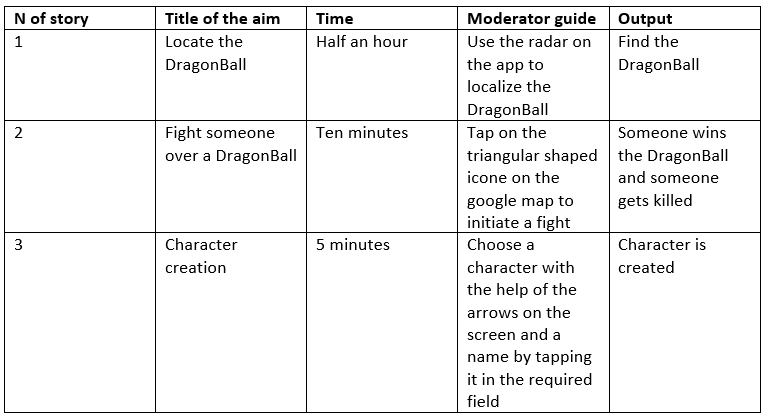 N of story
Title of the aim
Time
Moderator guide
Output
1
Locate the
DragonBall
Half an hour
Use the radar on
the app to
localize the
DragonBall
Find the
DragonBall
2
Fight someone
over a DragonBall
Ten minutes
Tap on the
triangular shaped
icone on the
google map to
initiate a fight
Someone wins
the DragonBall
and someone
gets killed
3
Character
creation
5 minutes
Choose a
character with
the help of the
arrows on the
screen and a
name by tapping
it in the required
field
Character is
created